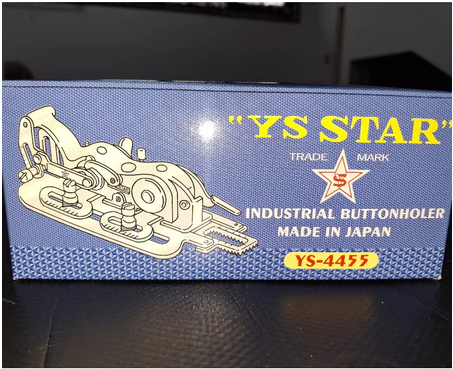 "YS STAR"
TRADE MARK
S
INDUSTRIAL BUTTONHOLER
MADE IN JAPAN
YS-4455